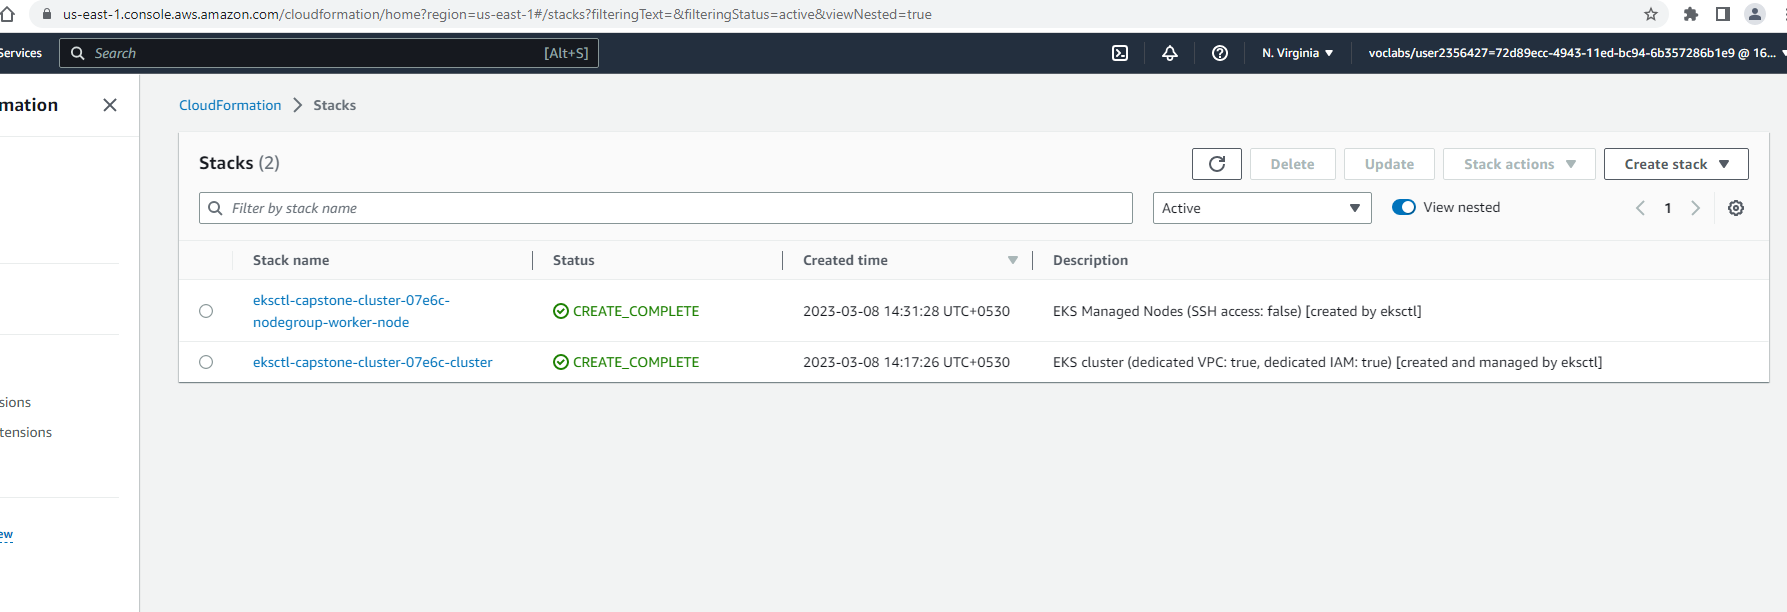 us-east-1.console.aws.amazon.com/cloudformation/home?region=us-east-1#/stacks?filteringText=&filteringStatus=active&viewNested=true
Services Search [Alt+S] N. Virginia voclabs/user2356427=72d89ecc-4943-11ed-bc94-6b357286b1e9 @ 16...
mation
CloudFormation Stacks
Stacks (2) Delete Update Stack actions Create stack
Filter by stack name Active View nested 1
Stack name Status Created time Description
eksctl-capstone-cluster-07e6c-
nodegroup-worker-node CREATE_COMPLETE 2023-03-08 14:31:28 UTC+0530 EKS Managed Nodes (SSH access: false) [created by eksctl]
eksctl-capstone-cluster-07e6c-cluster CREATE_COMPLETE 2023-03-08 14:17:26 UTC+0530 EKS cluster (dedicated VPC: true, dedicated IAM: true) [created and managed by eksctl]
sions
tensions
ew